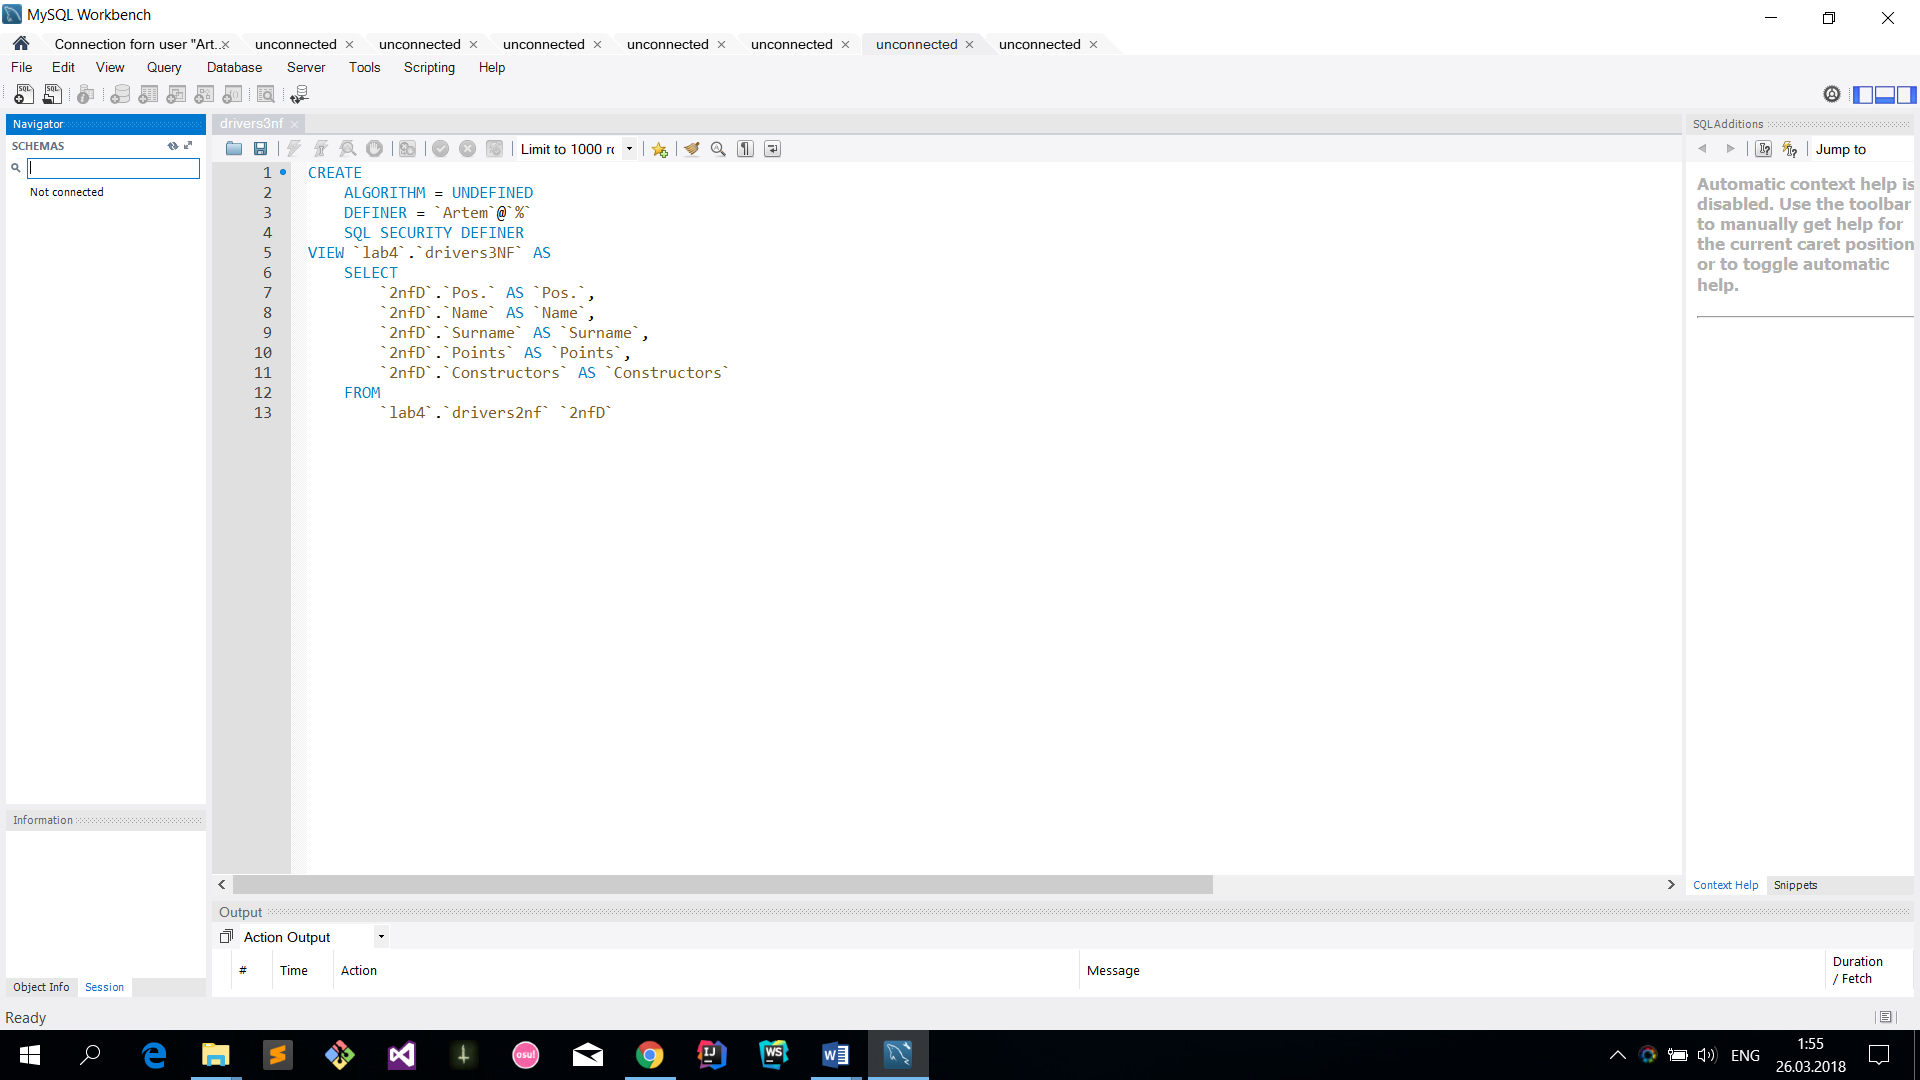 MySQL Workbench
Connection forn user "Art... unconnected unconnected unconnected unconnected unconnected unconnected unconnected
File Edit View Query Database Server Tools Scripting Help
Navigator
SCHEMAS
Not connected
Information
Object Info Session
drivers3nf
Limit to 1000 rc
1 CREATE
2 ALGORITHM = UNDEFINED
3 DEFINER = `Artem`@`%`
4 SQL SECURITY DEFINER
5 VIEW `lab4`.`drivers3NF` AS
6 SELECT
7 `2nfD`.`Pos.` AS `Pos.`,
8 `2nfD`.`Name` AS `Name`,
9 `2nfD`.`Surname` AS `Surname`,
10 `2nfD`.`Points` AS `Points`,
11 `2nfD`.`Constructors` AS `Constructors`
12 FROM
13 `lab4`.`drivers2nf` `2nfD`
SQLAdditions
Jump to
Automatic context help is
disabled. Use the toolbar
to manually get help for
the current caret position
or to toggle automatic
help.
Context Help Snippets
Output
Action Output
# Time Action Message Duration / Fetch
Ready
osu!
IJ
WS
ENG
1:55
26.03.2018